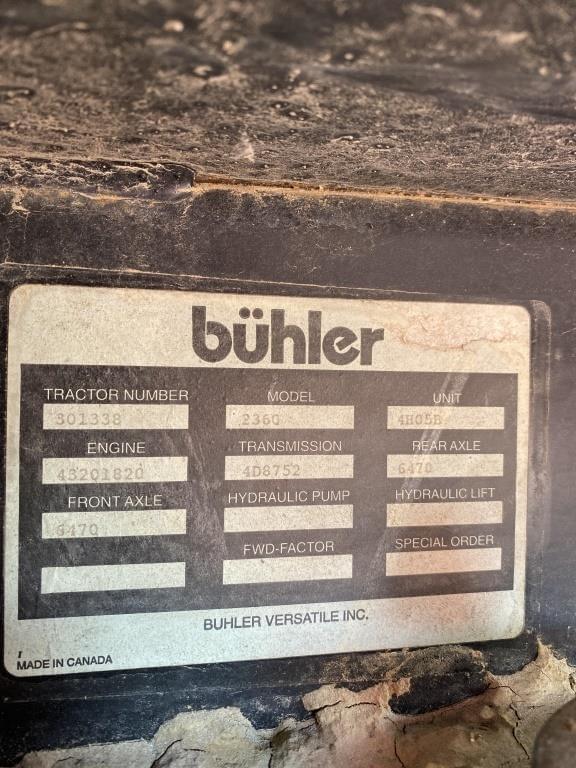 bühler
TRACTOR NUMBER MODEL UNIT
301338 2360 4H05B
ENGINE TRANSMISSION REAR AXLE
43201820 4D8752 6470
FRONT AXLE HYDRAULIC PUMP HYDRAULIC LIFT
6470
FWD-FACTOR SPECIAL ORDER
BUHLER VERSATILE INC.
1
MADE IN CANADA